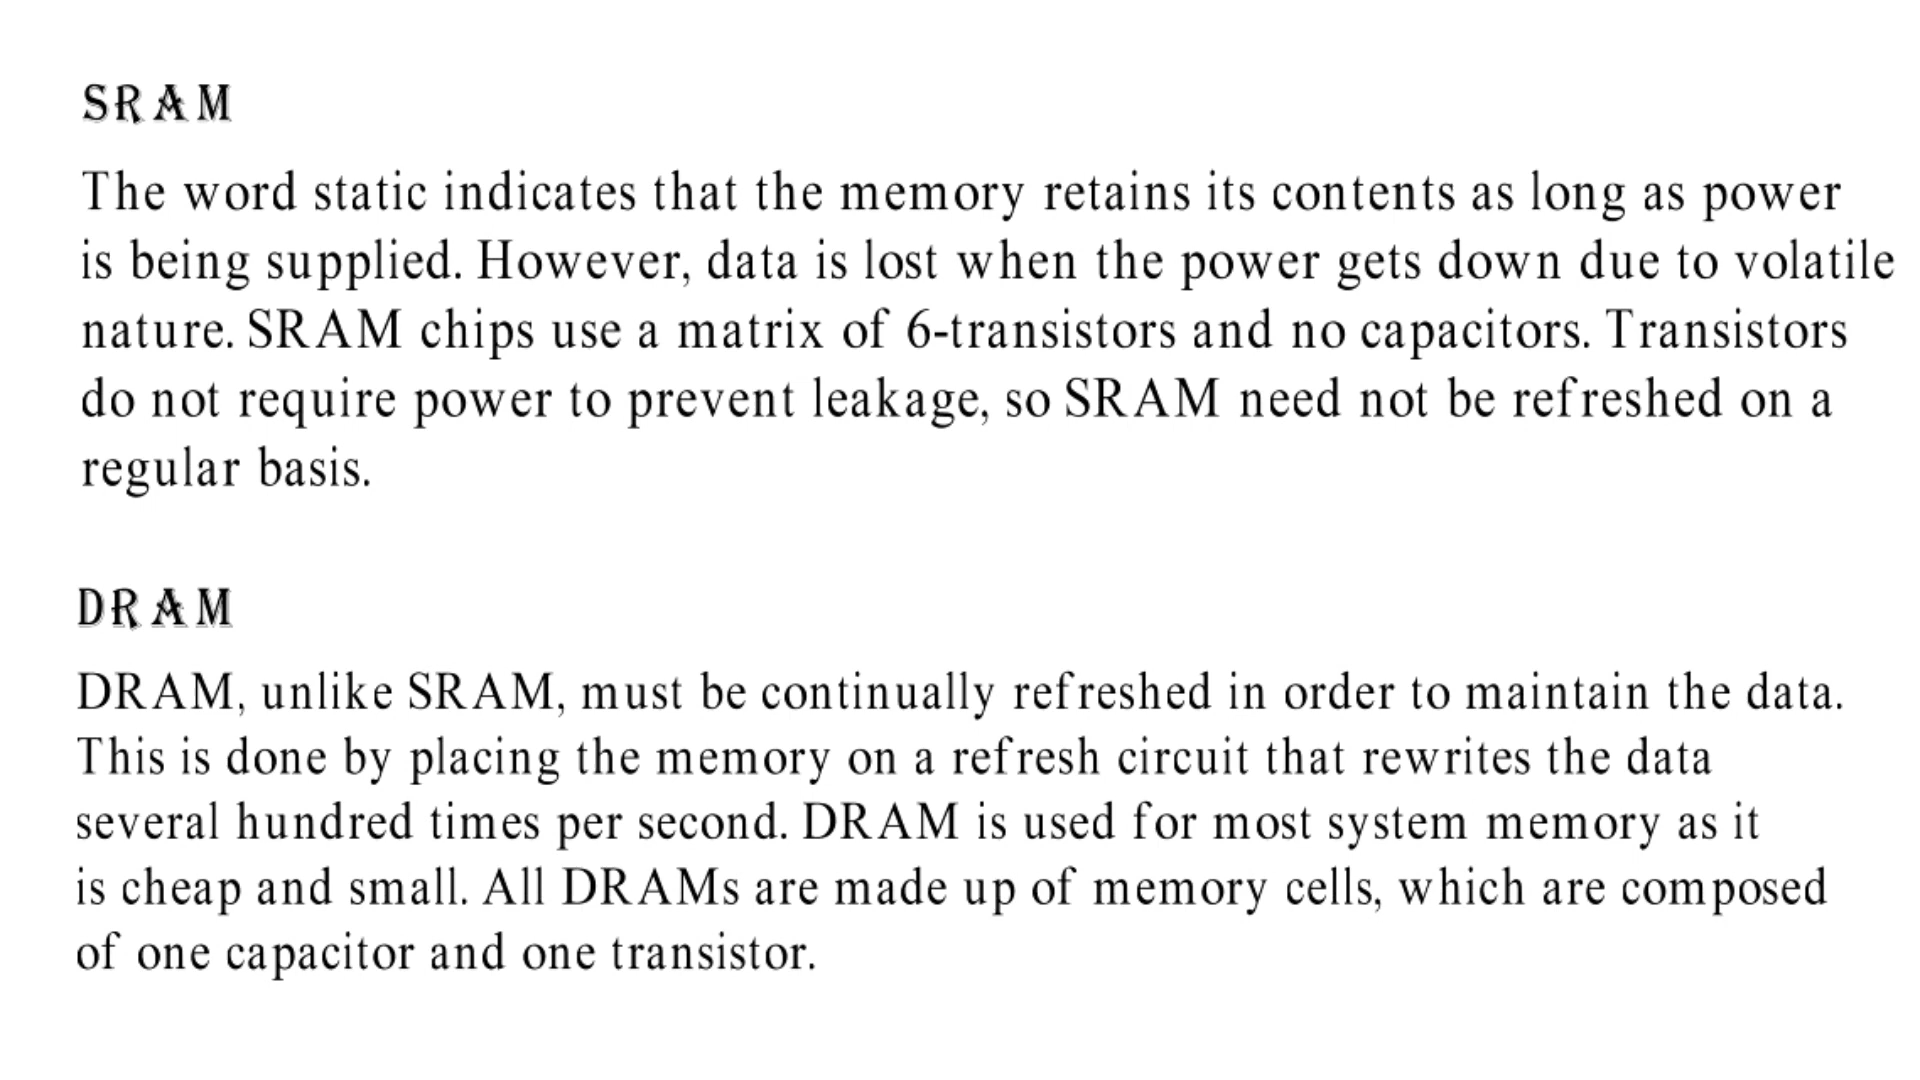 SRAM
The word static indicates that the memory retains its contents as long as power
is being supplied. However, data is lost when the power gets down due to volatile
nature. SRAM chips use a matrix of 6-transistors and no capacitors. Transistors
do not require power to prevent leakage, so SRAM need not be refreshed on a
regular basis.
DRAM
DRAM, unlike SRAM, must be continually refreshed in order to maintain the data.
This is done by placing the memory on a refresh circuit that rewrites the data
several hundred times per second. DRAM is used for most system memory as it
is cheap and small. All DRAMs are made up of memory cells, which are composed
of one capacitor and one transistor.